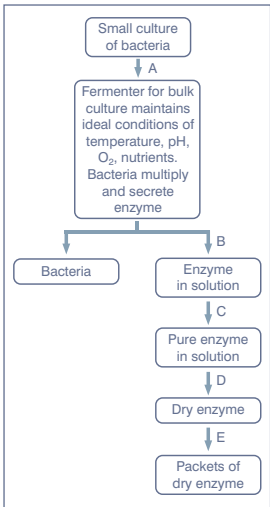 Small culture
of bacteria
A
Fermenter for bulk
culture maintains
ideal conditions of
temperature, pH,
O₂, nutrients.
Bacteria multiply
and secrete
enzyme
B
Bacteria
Enzyme
in solution
C
Pure enzyme
in solution
D
Dry enzyme
E
Packets of
dry enzyme